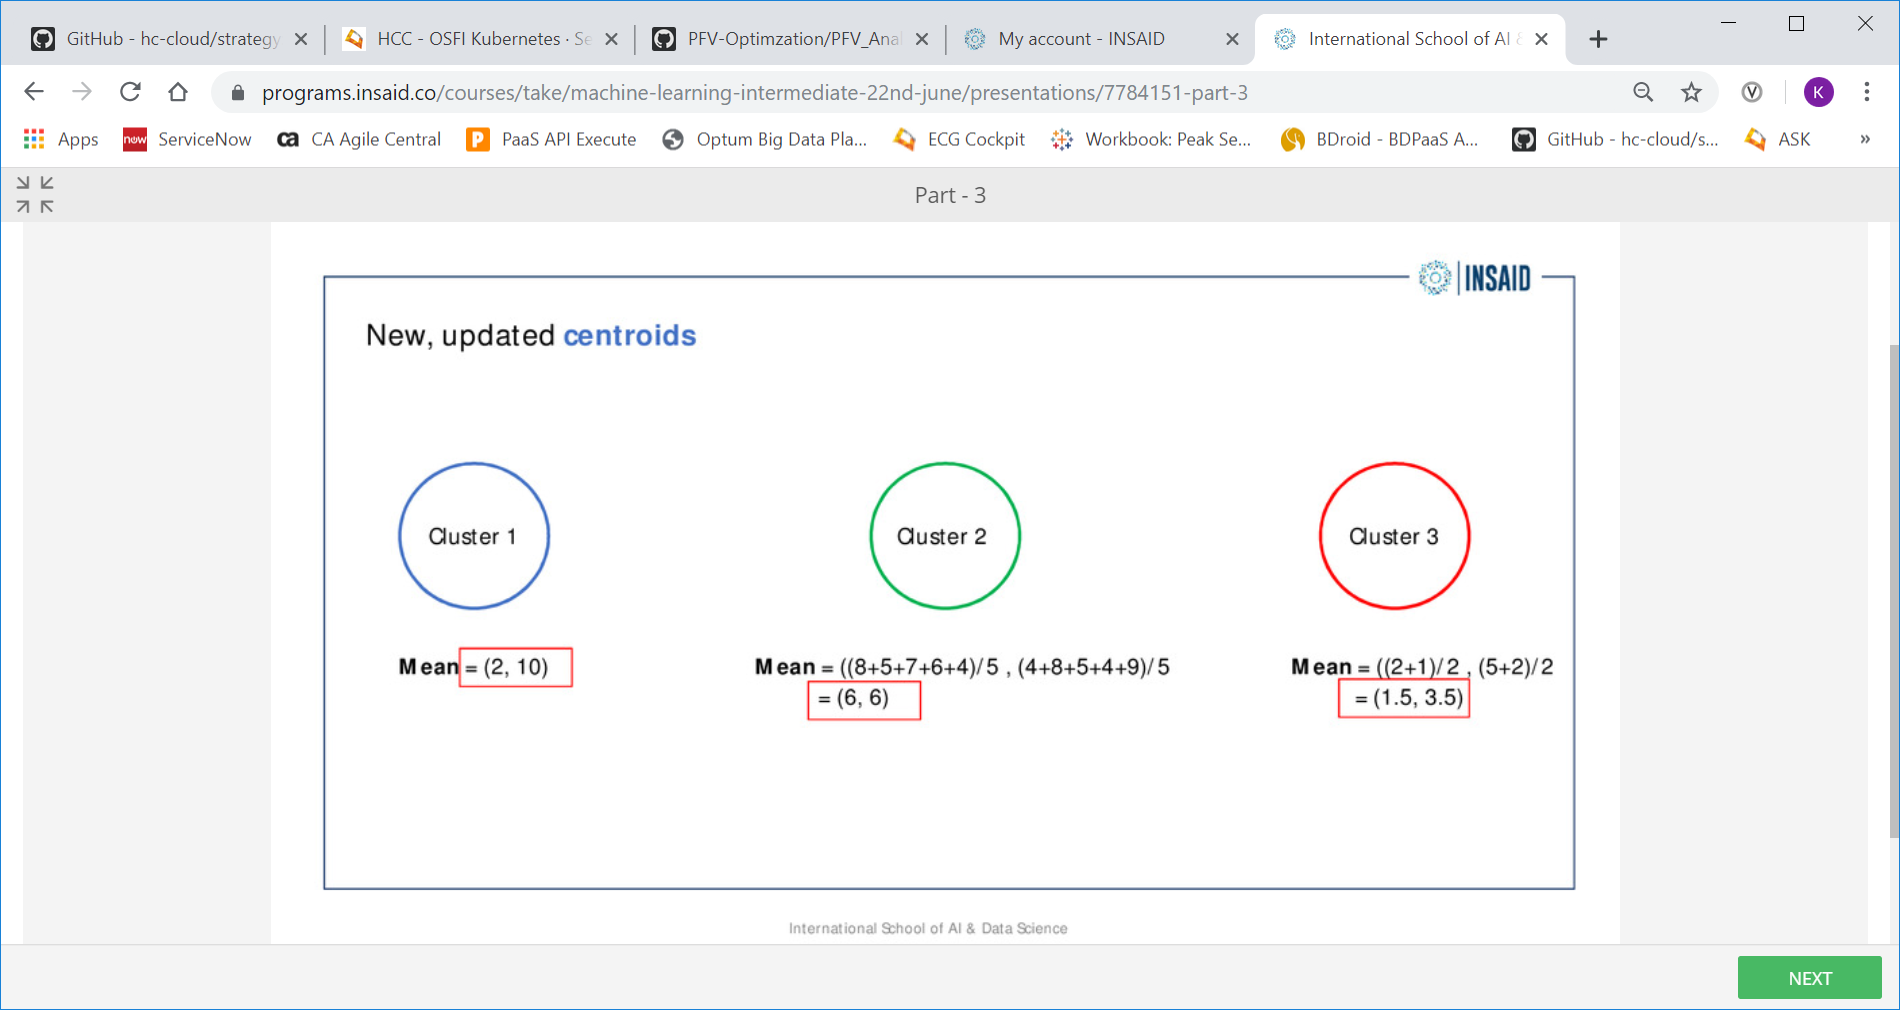 GitHub - hc-cloud/strategy
HCC - OSFI Kubernetes · Se
PFV-Optimzation/PFV_Anal
My account - INSAID
International School of AI &
programs.insaid.co/courses/take/machine-learning-intermediate-22nd-june/presentations/7784151-part-3
K
Apps
now
ServiceNow
ca
CA Agile Central
P
PaaS API Execute
Optum Big Data Pla...
ECG Cockpit
Workbook: Peak Se...
BDroid - BDPaaS A...
GitHub - hc-cloud/s...
ASK
»
Part - 3
INSAID
New, updated centroids
Cluster 1
Cluster 2
Cluster 3
Mean = (2, 10)
Mean = ((8+5+7+6+4)/5 , (4+8+5+4+9)/5
= (6, 6)
Mean = ((2+1)/2 , (5+2)/2
= (1.5, 3.5)
International School of AI & Data Science
NEXT